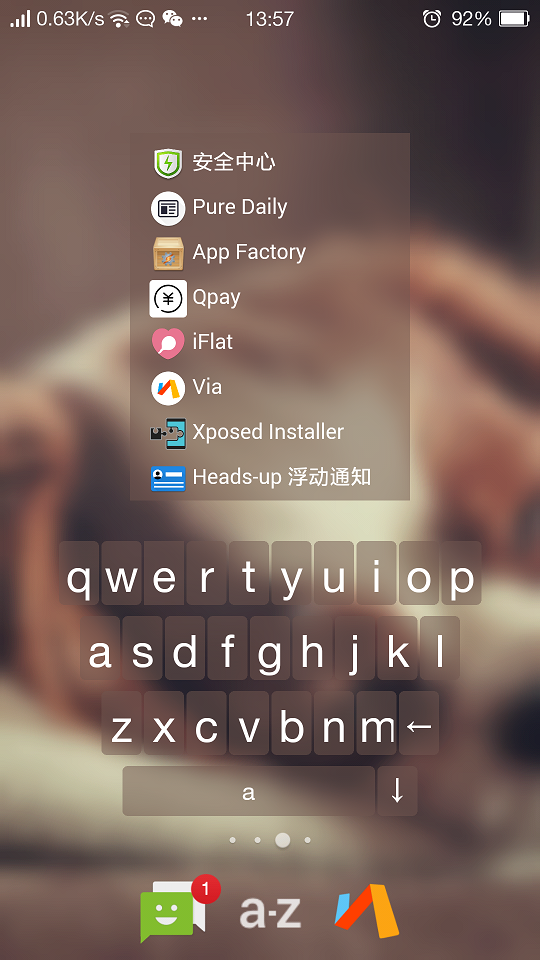 0.63K/s 13:57 92%
安全中心
Pure Daily
App Factory
Qpay
iFlat
Via
Xposed Installer
Heads-up 浮动通知
q w e r t y u i o p
a s d f g h j k l
z x c v b n m ←
a ↓
1
a-z